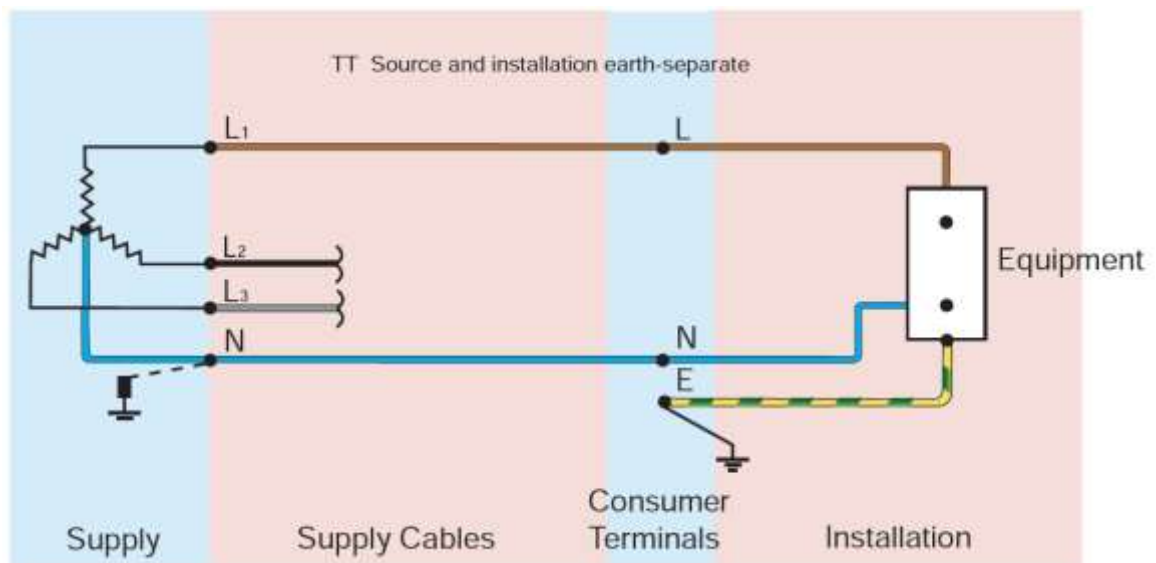 TT Source and installation earth-separate
L1
L
L2
L3
Equipment
N
N
E
Supply
Supply Cables
Consumer
Terminals
Installation